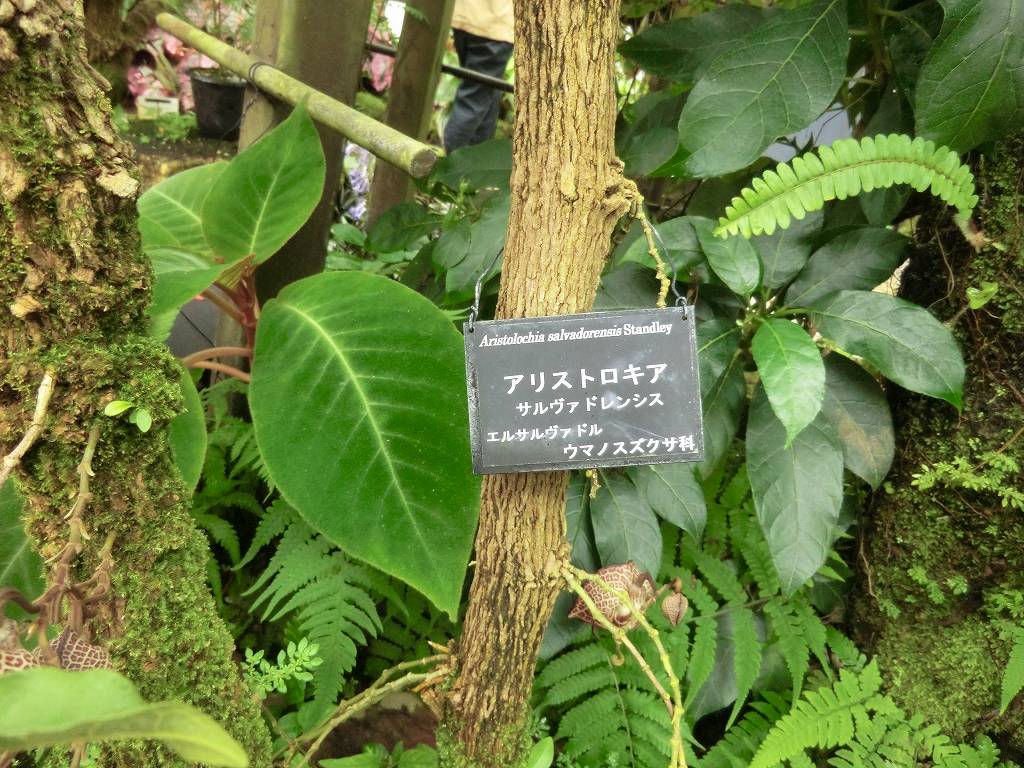 Aristolochia salvadorensis Standley
アリストロキア
サルヴァドレンシス
エルサルヴァドル
ウマノスズクサ科